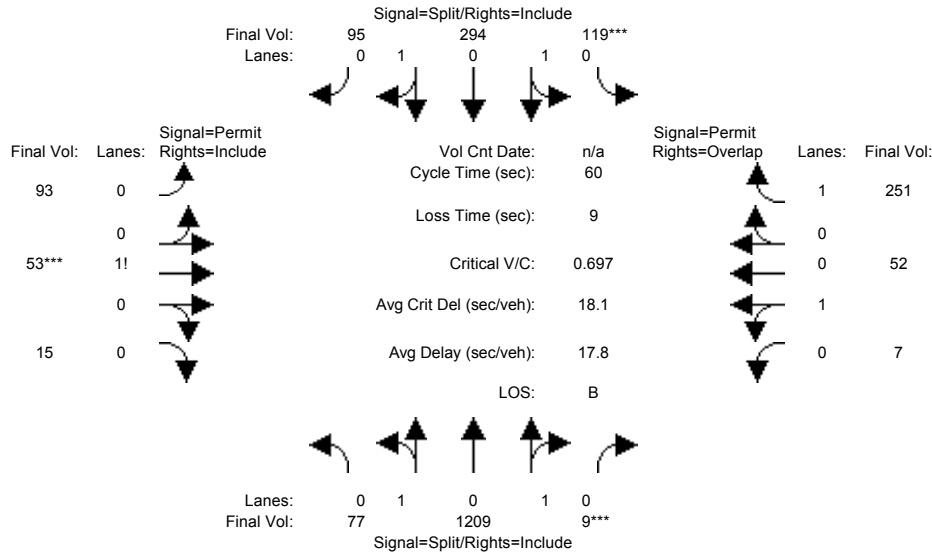 Signal=Split/Rights=Include
Final Vol: 95 294 119***
Lanes: 0 1 0 1 0
Signal=Permit Signal=Permit
Final Vol: Lanes: Rights=Include Vol Cnt Date: n/a Rights=Overlap Lanes: Final Vol:
Cycle Time (sec): 60
93 0 1 251
Loss Time (sec): 9
0 0
53*** 1! Critical V/C: 0.697 0 52
0 Avg Crit Del (sec/veh): 18.1 1
15 0 Avg Delay (sec/veh): 17.8 0 7
LOS: B
Lanes: 0 1 0 1 0
Final Vol: 77 1209 9***
Signal=Split/Rights=Include